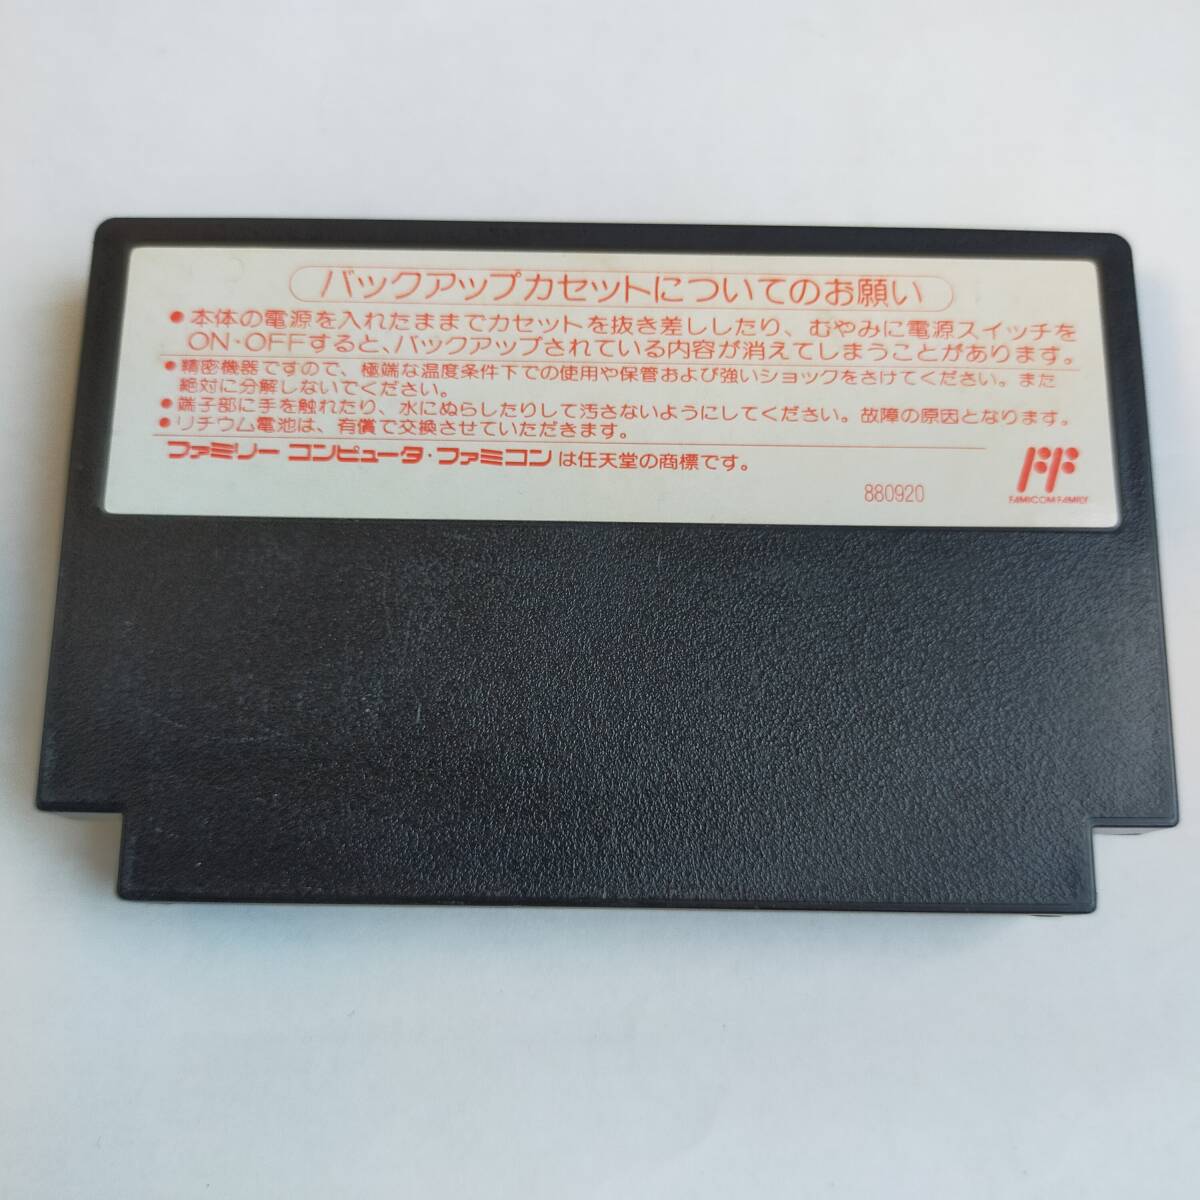 バックアップカセットについてのお願い
●本体の電源を入れたままでカセットを抜き差ししたり、むやみに電源スイッチを
ON・OFFすると、バックアップされている内容が消えてしまうことがあります。
●精密機器ですので、極端な温度条件下での使用や保管および強いショックをさけてください。また
絶対に分解しないでください。
●端子部に手を触れたり、水にぬらしたりして汚さないようにしてください。故障の原因となります。
●リチウム電池は、有償で交換させていただきます。
ファミリーコンピュータ・ファミコンは任天堂の商標です。
880920
FF
FAMICOM FAMILY